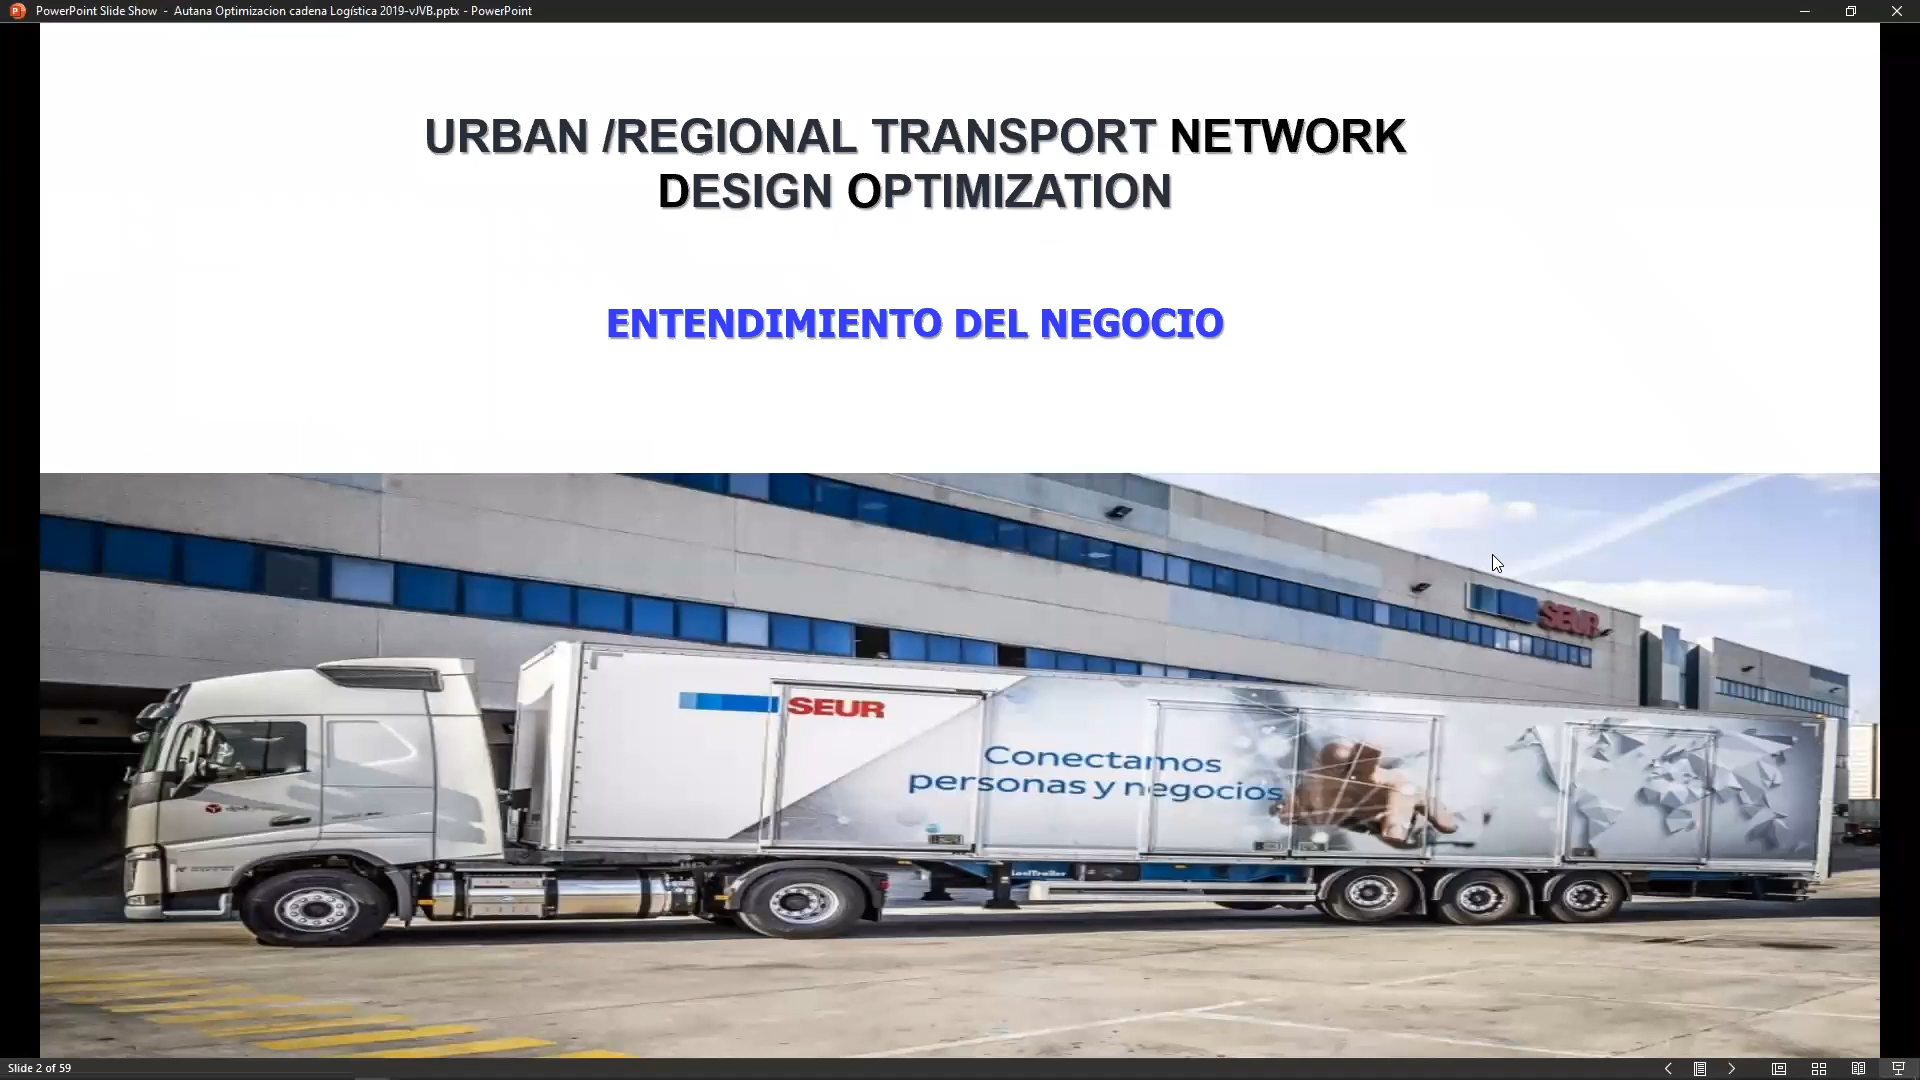 PowerPoint Slide Show - Autana Optimizacion cadena Logística 2019-vJVB.pptx - PowerPoint
URBAN /REGIONAL TRANSPORT NETWORK
DESIGN OPTIMIZATION
ENTENDIMIENTO DEL NEGOCIO
SEUR
SEUR
Conectamos
personas y negocios
Slide 2 of 59